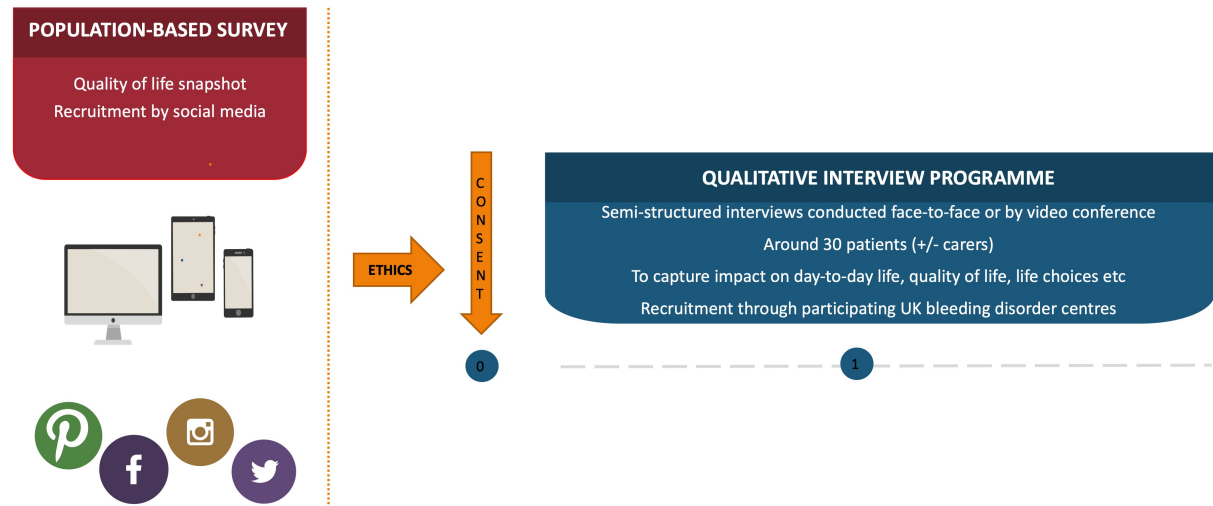 POPULATION-BASED SURVEY
Quality of life snapshot
Recruitment by social media
ETHICS
CONSENT
0
QUALITATIVE INTERVIEW PROGRAMME
Semi-structured interviews conducted face-to-face or by video conference
Around 30 patients (+/- carers)
To capture impact on day-to-day life, quality of life, life choices etc
Recruitment through participating UK bleeding disorder centres
1